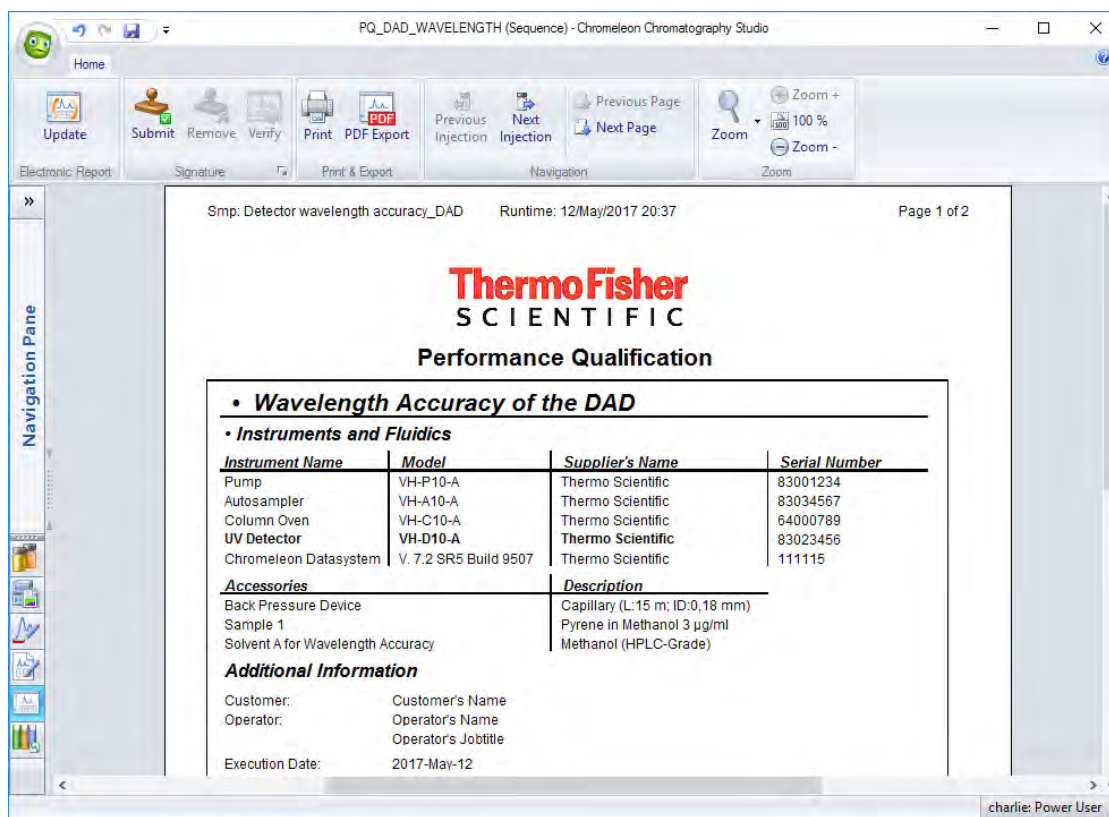 PQ_DAD_WAVELENGTH (Sequence) - Chromeleon Chromatography Studio
Home
Update
Submit Remove Verify
Print PDF Export
PDF
Previous Injection
Next Injection
Previous Page
Next Page
Zoom
Zoom +
100 %
Zoom -
Electronic Report Signature Print & Export Navigation Zoom
Navigation Pane
Smp: Detector wavelength accuracy_DAD Runtime: 12/May/2017 20:37 Page 1 of 2
ThermoFisher
SCIENTIFIC
Performance Qualification
• Wavelength Accuracy of the DAD
• Instruments and Fluidics
Instrument Name Model Supplier's Name Serial Number
Pump VH-P10-A Thermo Scientific 83001234
Autosampler VH-A10-A Thermo Scientific 83034567
Column Oven VH-C10-A Thermo Scientific 64000789
UV Detector VH-D10-A Thermo Scientific 83023456
Chromeleon Datasystem V. 7.2 SR5 Build 9507 Thermo Scientific 111115
Accessories Description
Back Pressure Device Capillary (L:15 m; ID:0,18 mm)
Sample 1 Pyrene in Methanol 3 µg/ml
Solvent A for Wavelength Accuracy Methanol (HPLC-Grade)
Additional Information
Customer: Customer's Name
Operator: Operator's Name
Operator's Jobtitle
Execution Date: 2017-May-12
charlie: Power User